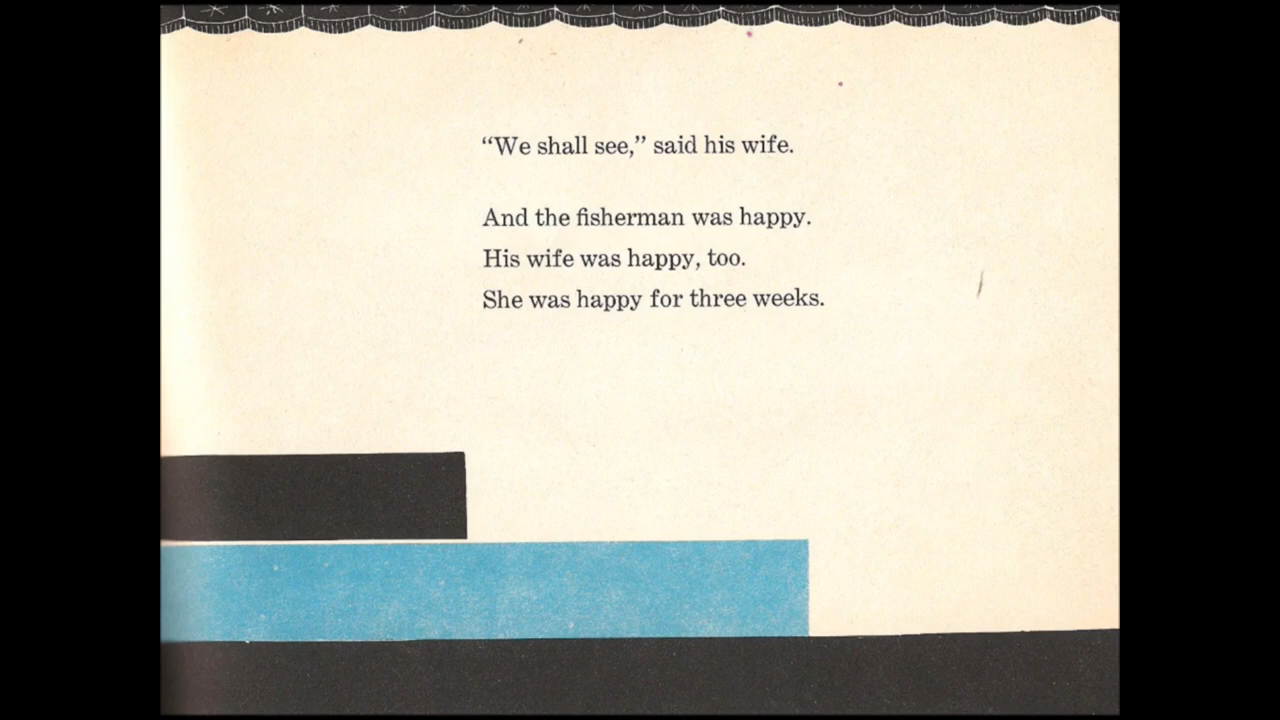 “We shall see,” said his wife.
And the fisherman was happy.
His wife was happy, too.
She was happy for three weeks.